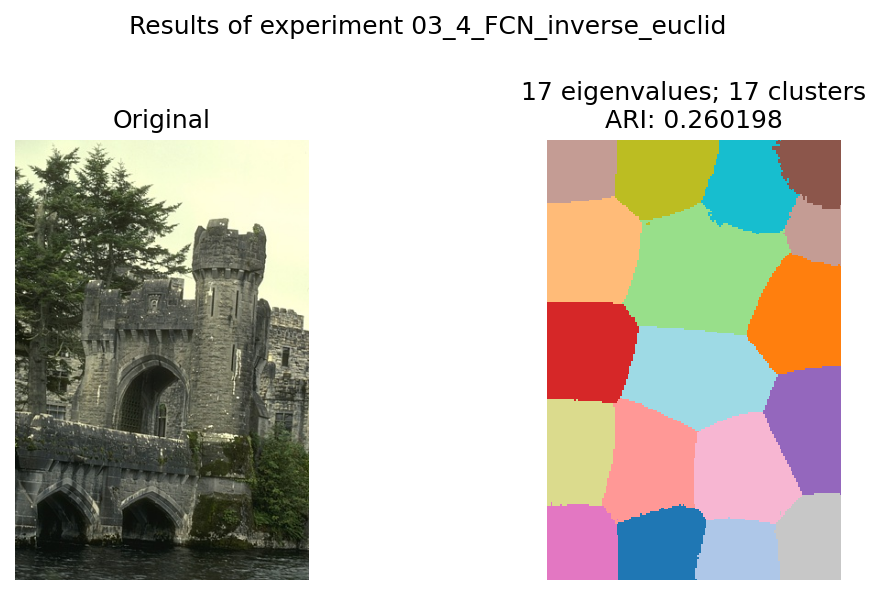 Results of experiment 03_4_FCN_inverse_euclid
Original
17 eigenvalues; 17 clusters
ARI: 0.260198